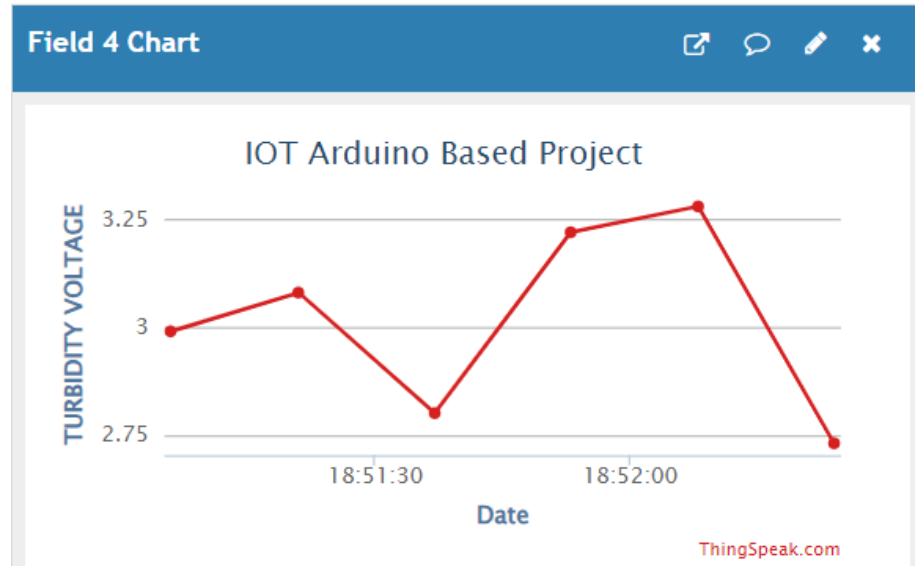 Field 4 Chart
IOT Arduino Based Project
TURBIDITY VOLTAGE
3.25
3
2.75
18:51:30 18:52:00
Date
ThingSpeak.com